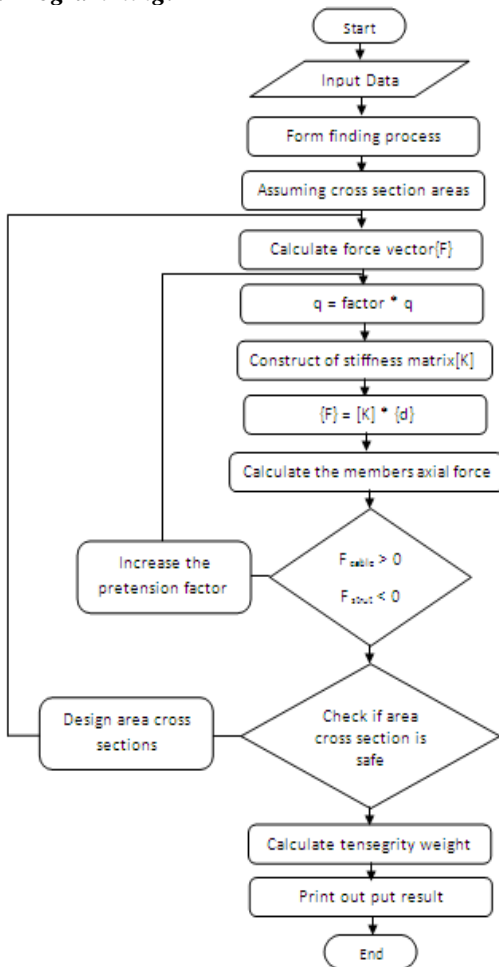 Start
Input Data
Form finding process
Assuming cross section areas
Calculate force vector{F}
q = factor * q
Construct of stiffness matrix[K]
{F} = [K] * {d}
Calculate the members axial force
F cable > 0
F strut < 0
Increase the
pretension factor
Check if area
cross section is
safe
Design area cross
sections
Calculate tensegrity weight
Print out put result
End